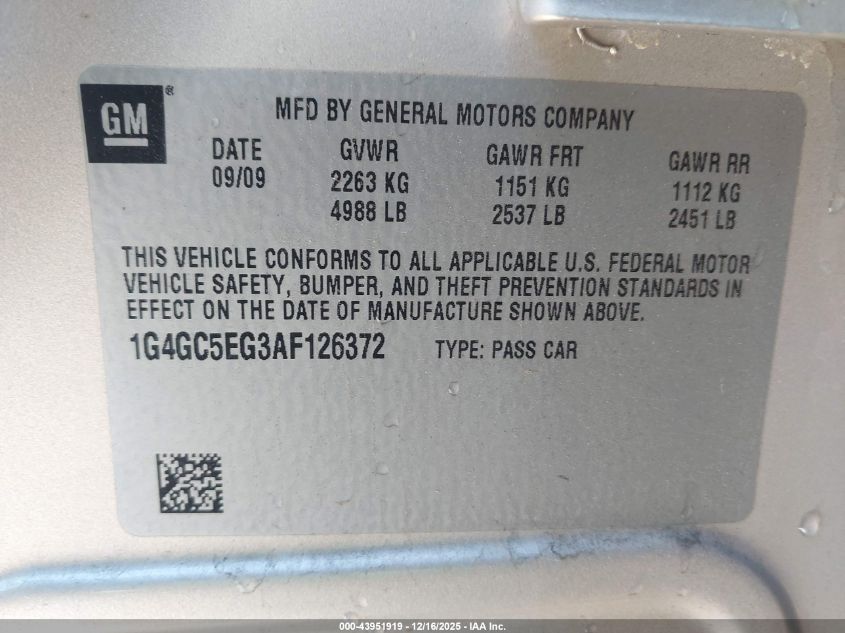 GM®
MFD BY GENERAL MOTORS COMPANY
DATE GVWR GAWR FRT GAWR RR
09/09 2263 KG 1151 KG 1112 KG
4988 LB 2537 LB 2451 LB
THIS VEHICLE CONFORMS TO ALL APPLICABLE U.S. FEDERAL MOTOR
VEHICLE SAFETY, BUMPER, AND THEFT PREVENTION STANDARDS IN
EFFECT ON THE DATE OF MANUFACTURE SHOWN ABOVE.
1G4GC5EG3AF126372 TYPE: PASS CAR
000-43951919 - 12/16/2025 - IAA Inc.